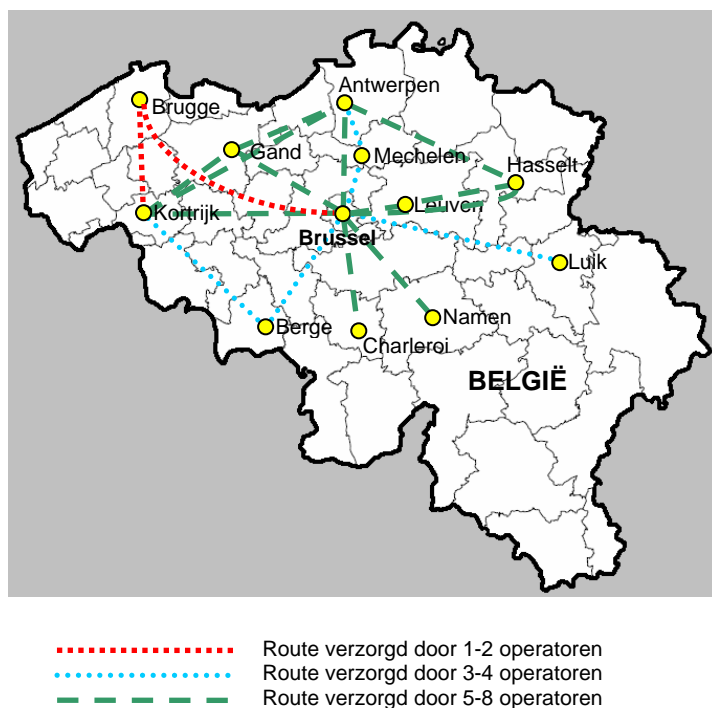 Antwerpen
Brugge
Gand
Mechelen
Hasselt
Leuven
Kortrijk
Brussel
Luik
Namen
Berge
Charleroi
BELGIË
Route verzorgd door 1-2 operatoren
Route verzorgd door 3-4 operatoren
Route verzorgd door 5-8 operatoren